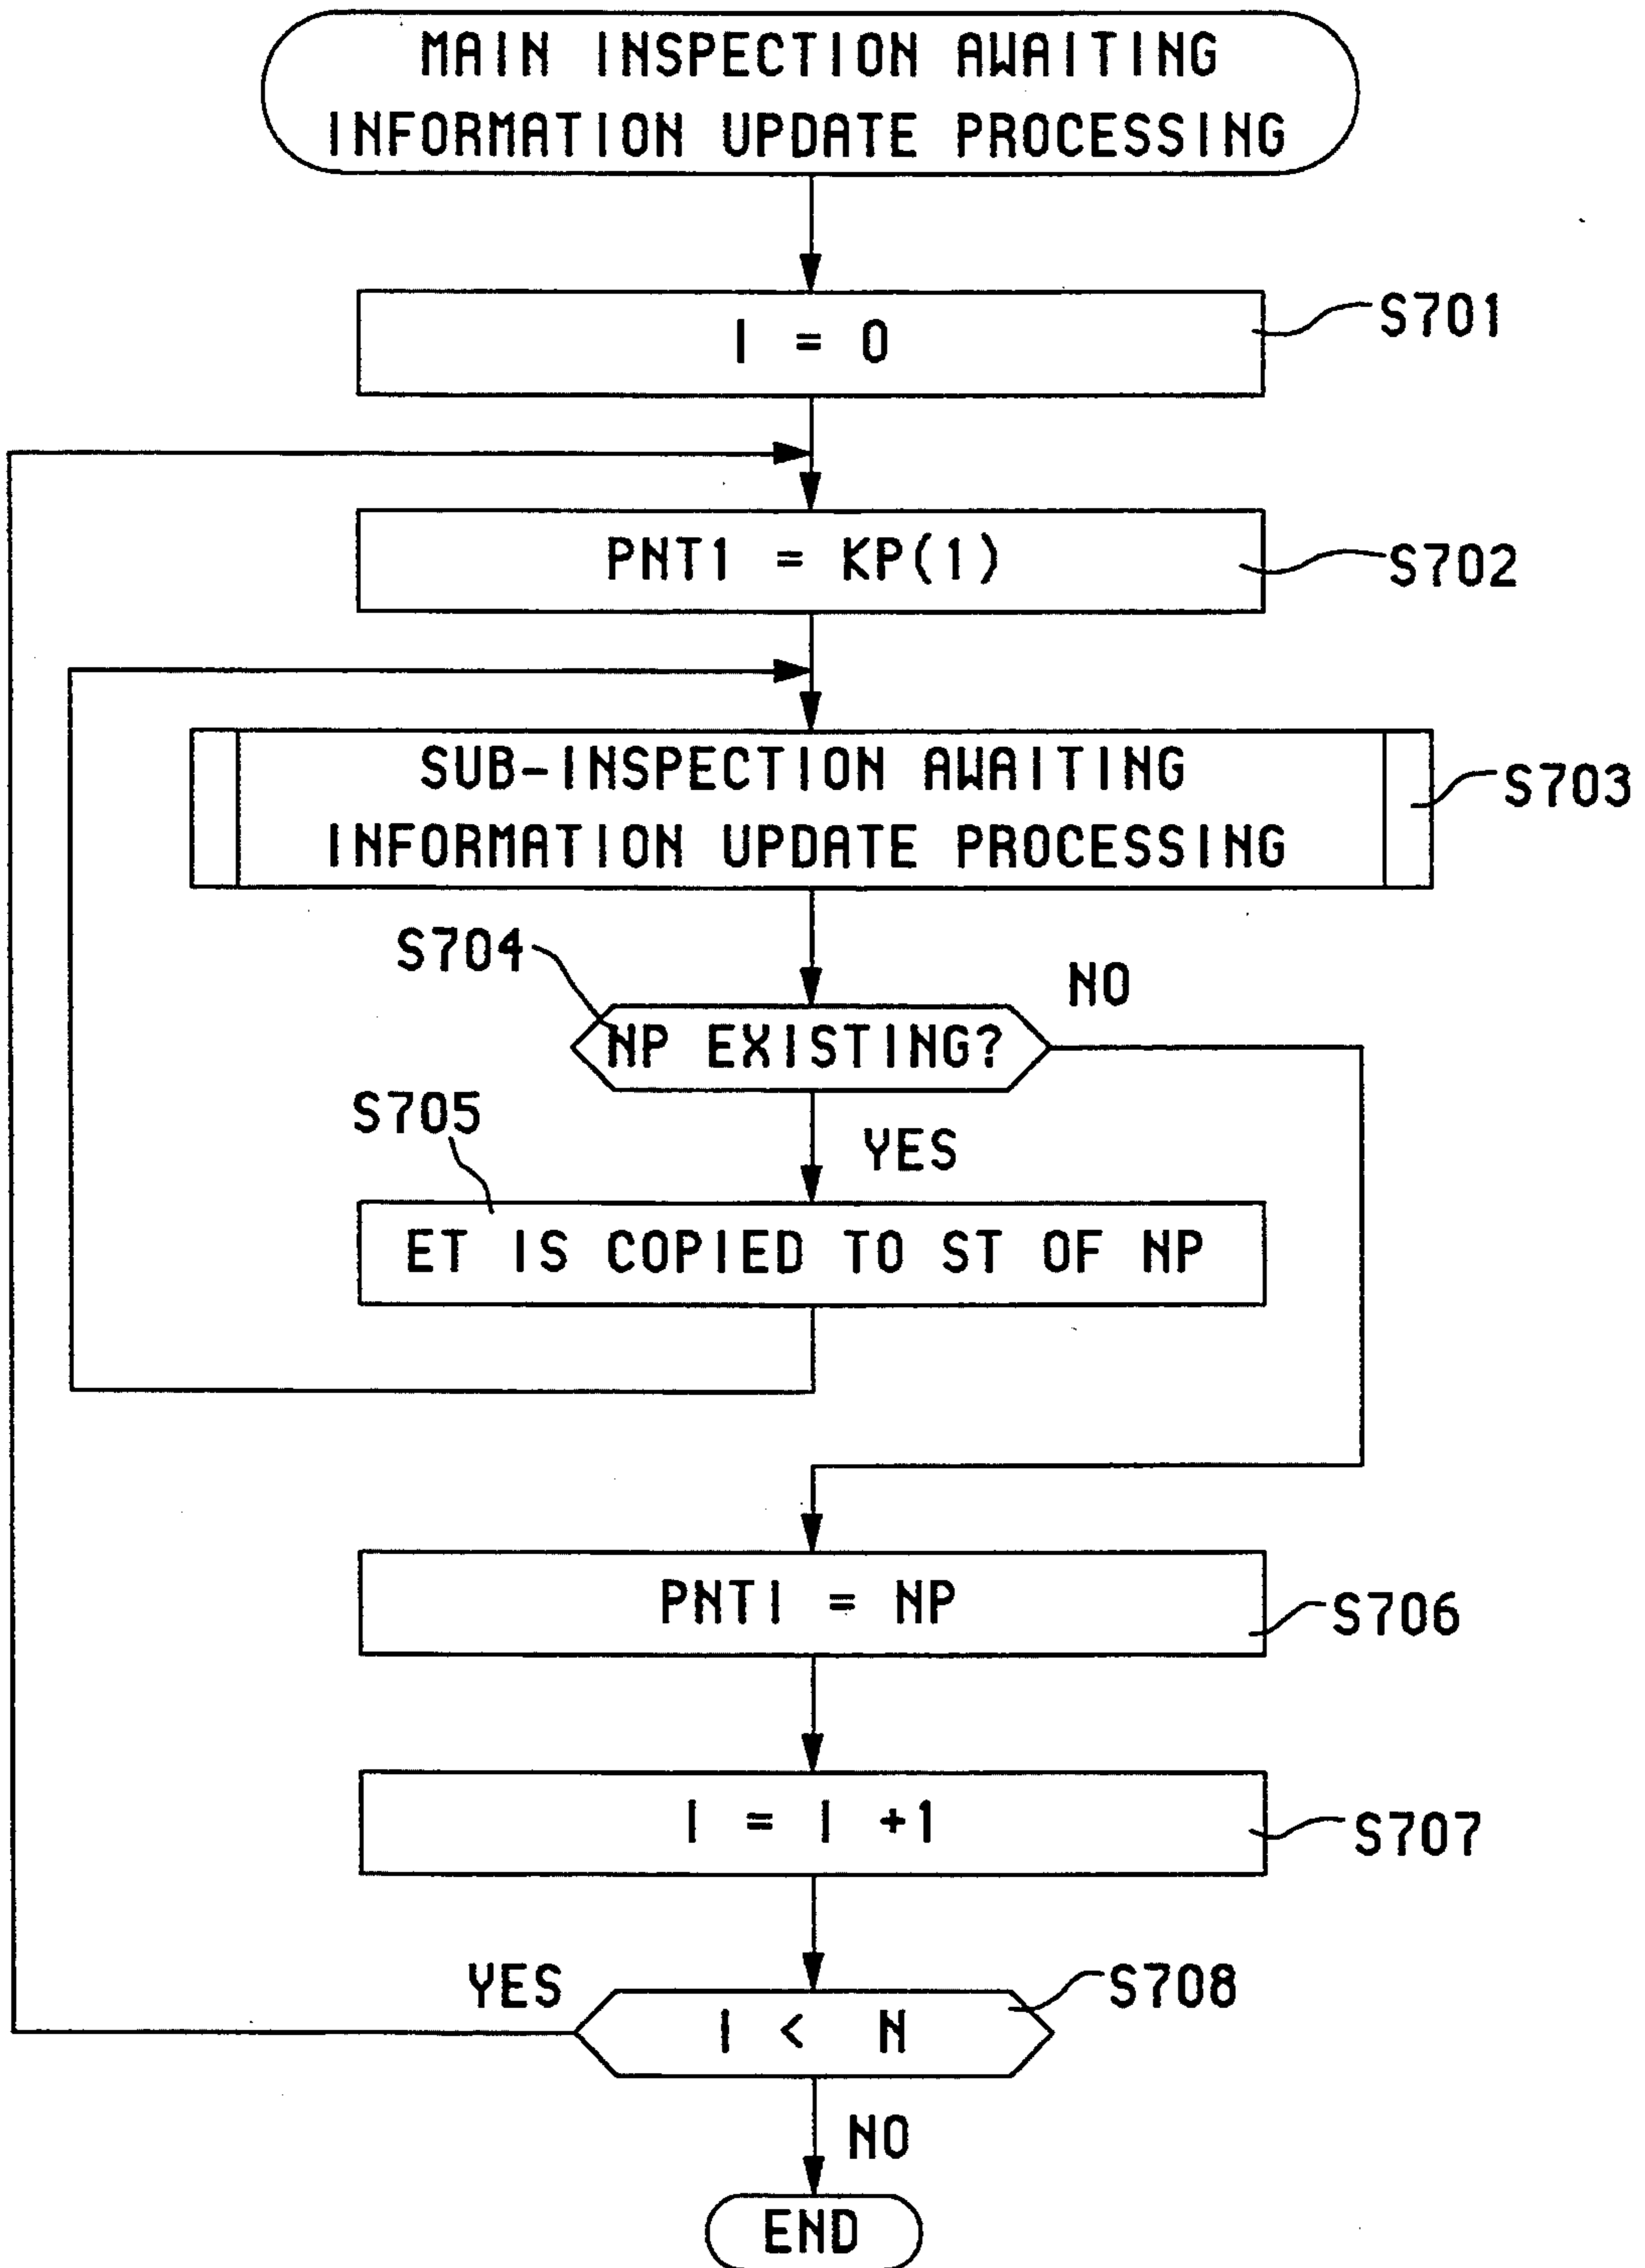 MAIN INSPECTION AWAITING
INFORMATION UPDATE PROCESSING
I = 0
S701
PNT1 = KP(1)
S702
SUB-INSPECTION AWAITING
INFORMATION UPDATE PROCESSING
S703
S704
NO
NP EXISTING?
S705
YES
ET IS COPIED TO ST OF NP
PNTI = NP
S706
I = I +1
S707
YES
S708
I < N
NO
END